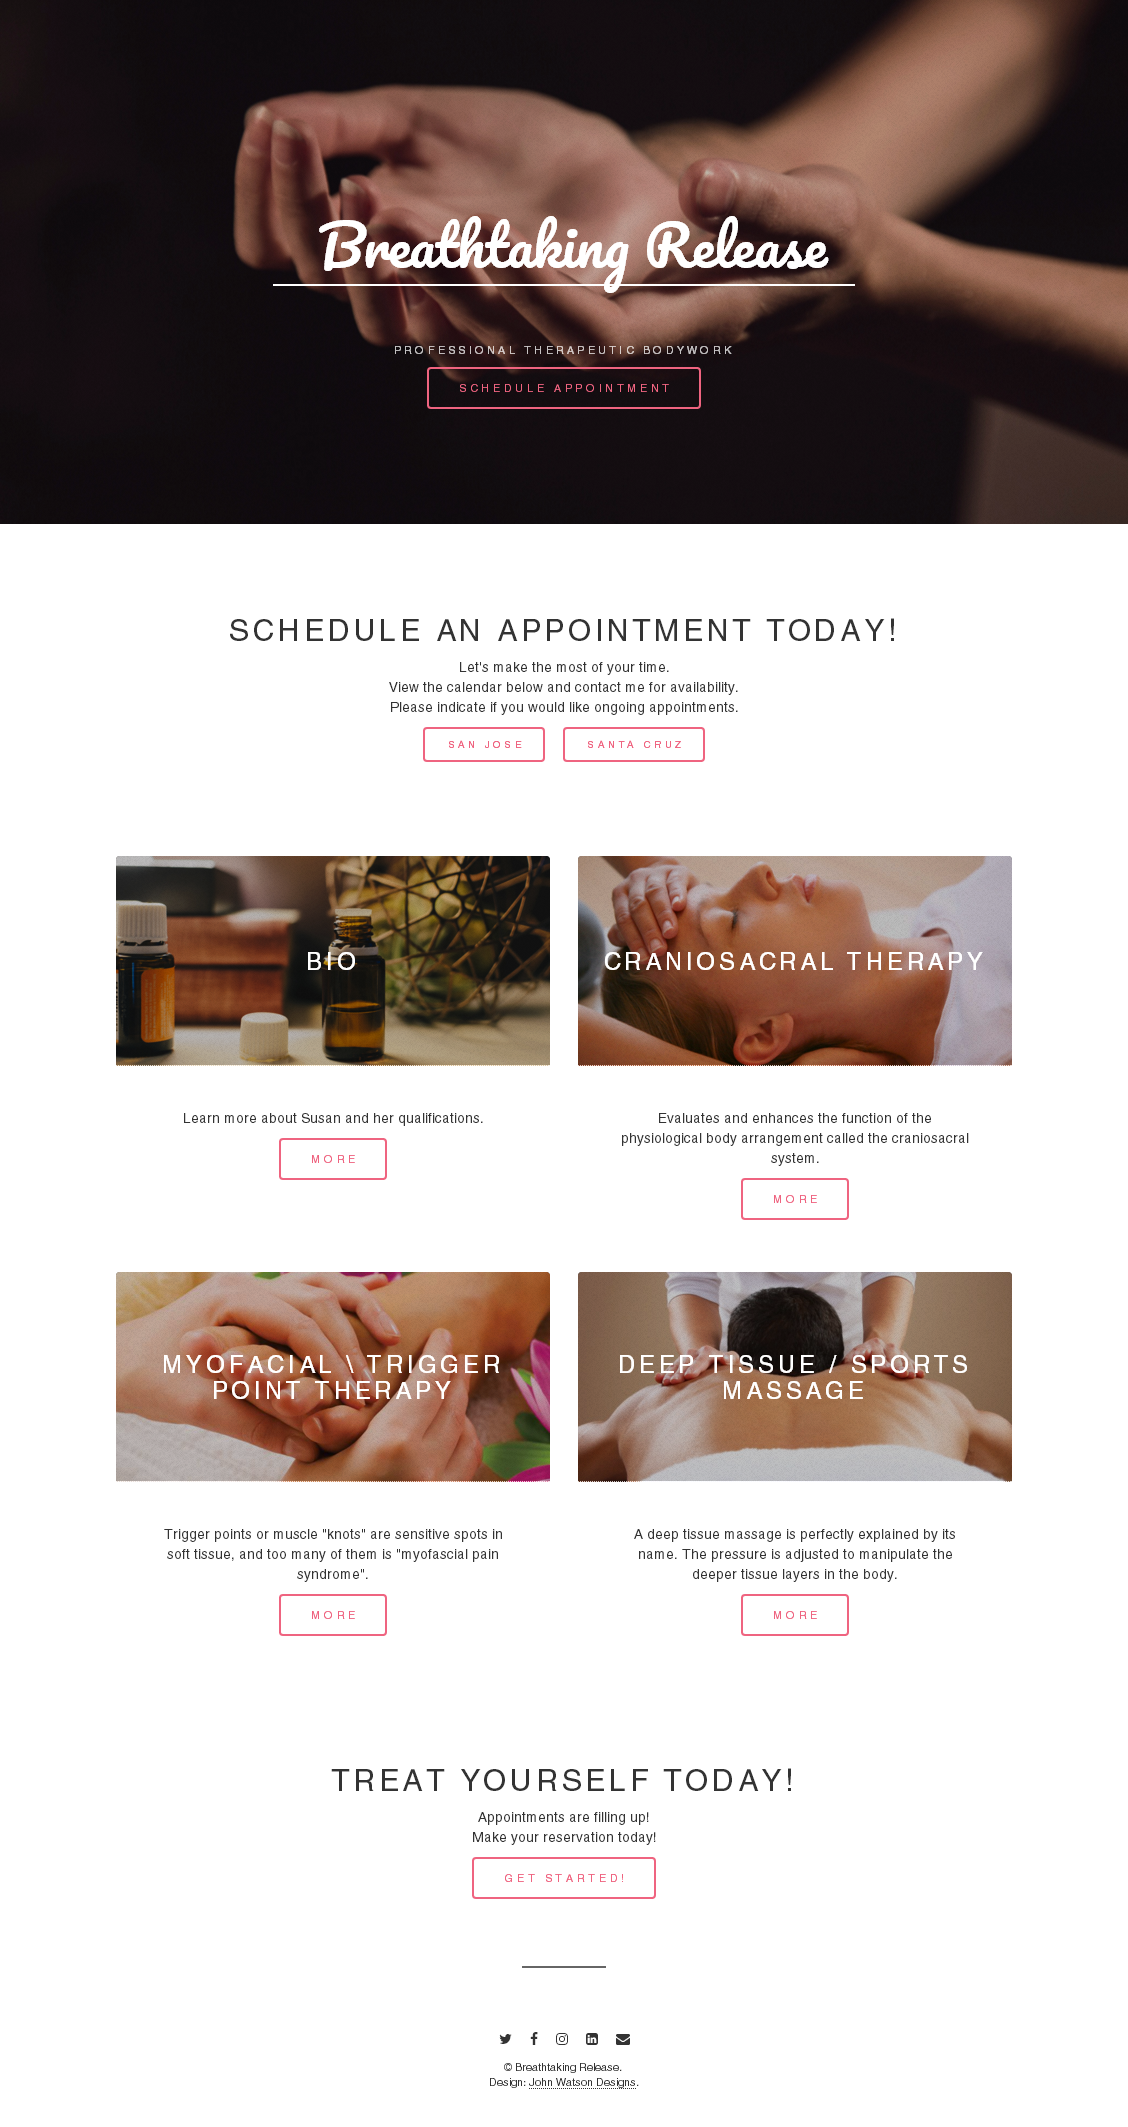 Breathtaking Release
PROFESSIONAL THERAPEUTIC BODYWORK
SCHEDULE APPOINTMENT
SCHEDULE AN APPOINTMENT TODAY!
Let's make the most of your time.
View the calendar below and contact me for availability.
Please indicate if you would like ongoing appointments.
SAN JOSE
SANTA CRUZ
BIO
Learn more about Susan and her qualifications.
MORE
CRANIOSACRAL THERAPY
Evaluates and enhances the function of the
physiological body arrangement called the craniosacral
system.
MORE
MYOFACIAL \ TRIGGER
POINT THERAPY
Trigger points or muscle "knots" are sensitive spots in
soft tissue, and too many of them is "myofascial pain
syndrome".
MORE
DEEP TISSUE / SPORTS
MASSAGE
A deep tissue massage is perfectly explained by its
name. The pressure is adjusted to manipulate the
deeper tissue layers in the body.
MORE
TREAT YOURSELF TODAY!
Appointments are filling up!
Make your reservation today!
GET STARTED!
© Breathtaking Release.
Design: John Watson Designs.